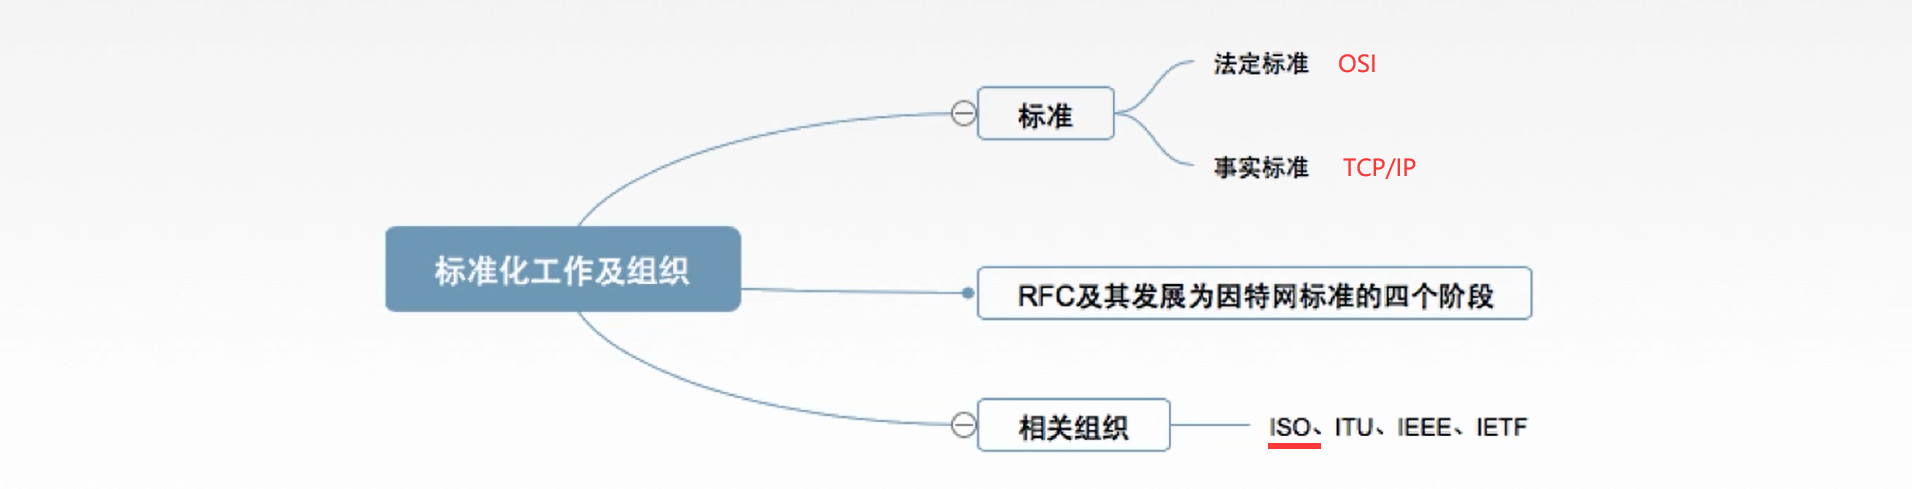 法定标准 OSI
标准
事实标准 TCP/IP
标准化工作及组织
RFC及其发展为因特网标准的四个阶段
相关组织
ISO、ITU、IEEE、IETF